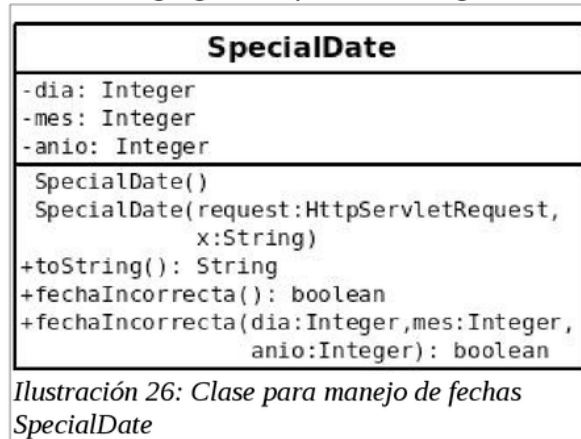 SpecialDate
-dia: Integer
-mes: Integer
-anio: Integer
SpecialDate()
SpecialDate(request:HttpServletRequest,
x:String)
+toString(): String
+fechaIncorrecta(): boolean
+fechaIncorrecta(dia:Integer,mes:Integer,
anio:Integer): boolean
Ilustración 26: Clase para manejo de fechas
SpecialDate